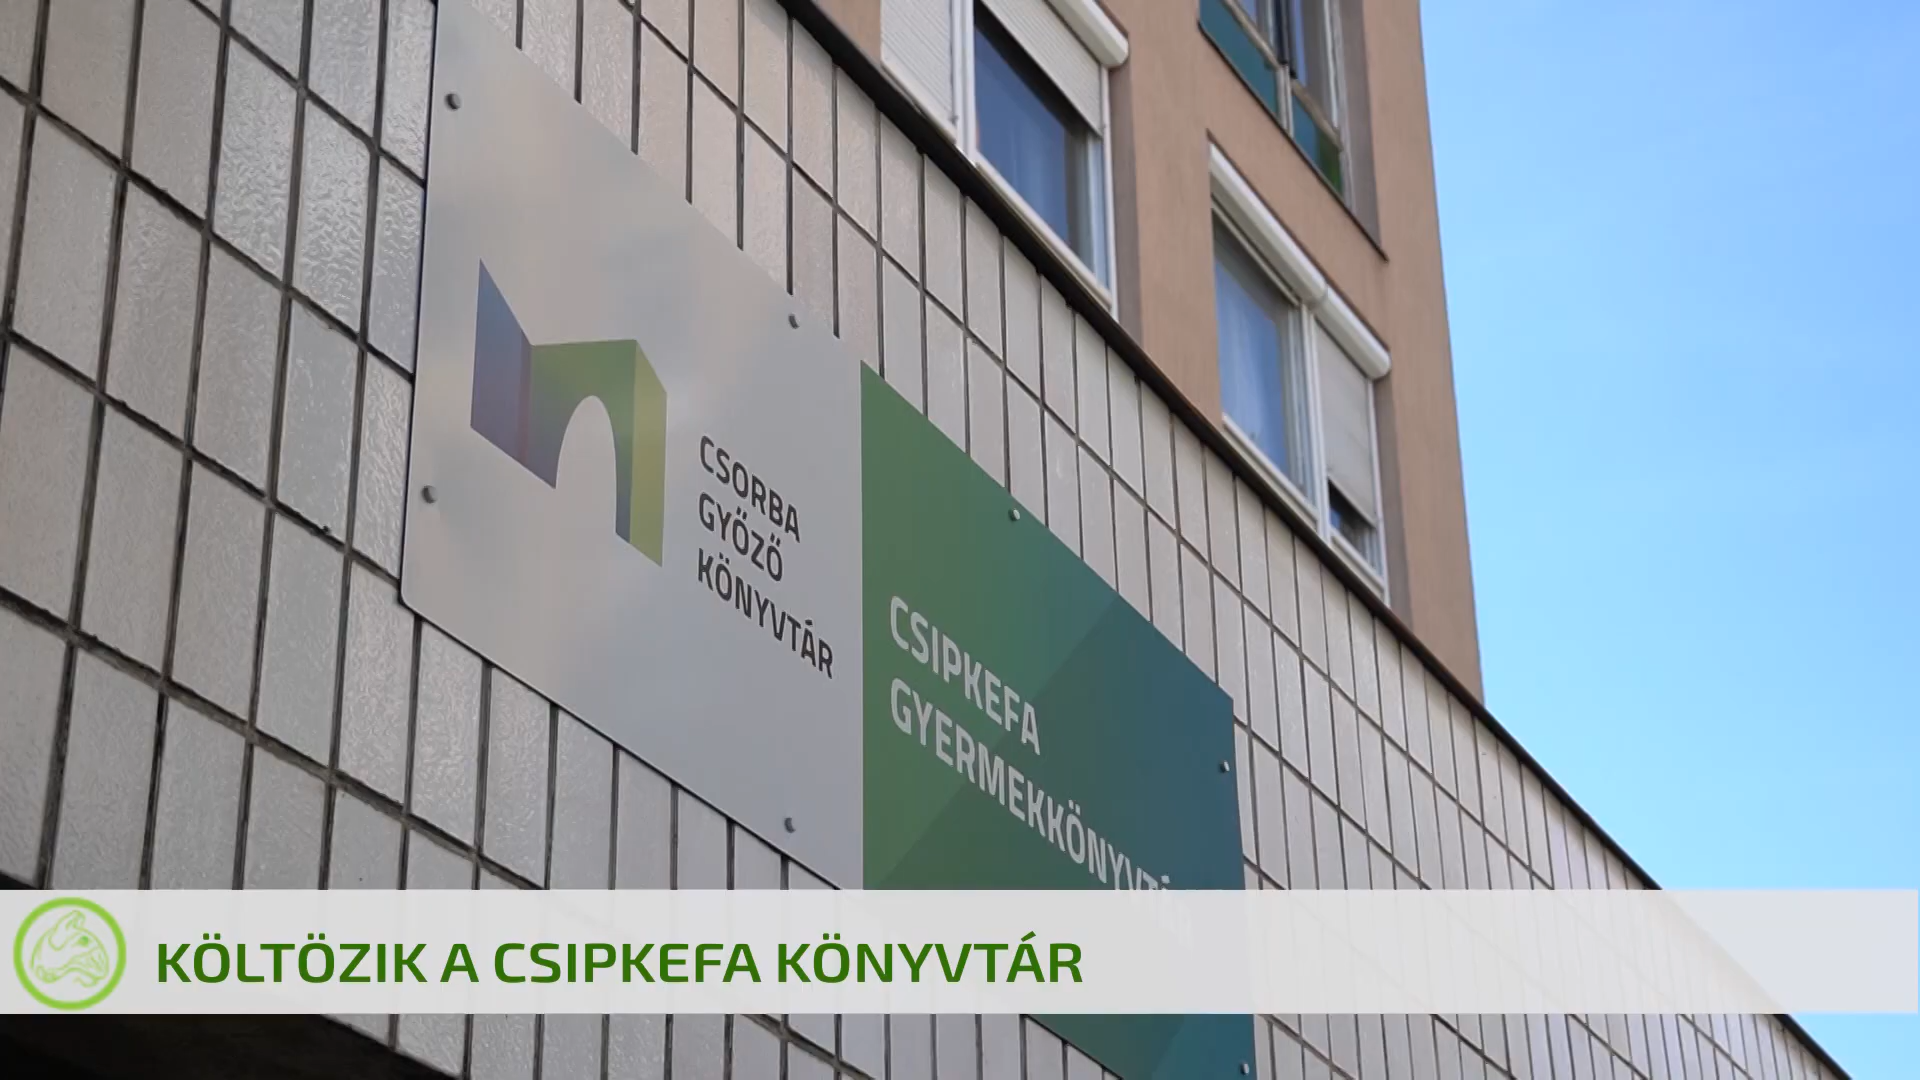 CSORBA
GYŐZŐ
KÖNYVTÁR
CSIPKEFA
GYERMEKKÖNYVTÁR
KÖLTÖZIK A CSIPKEFA KÖNYVTÁR